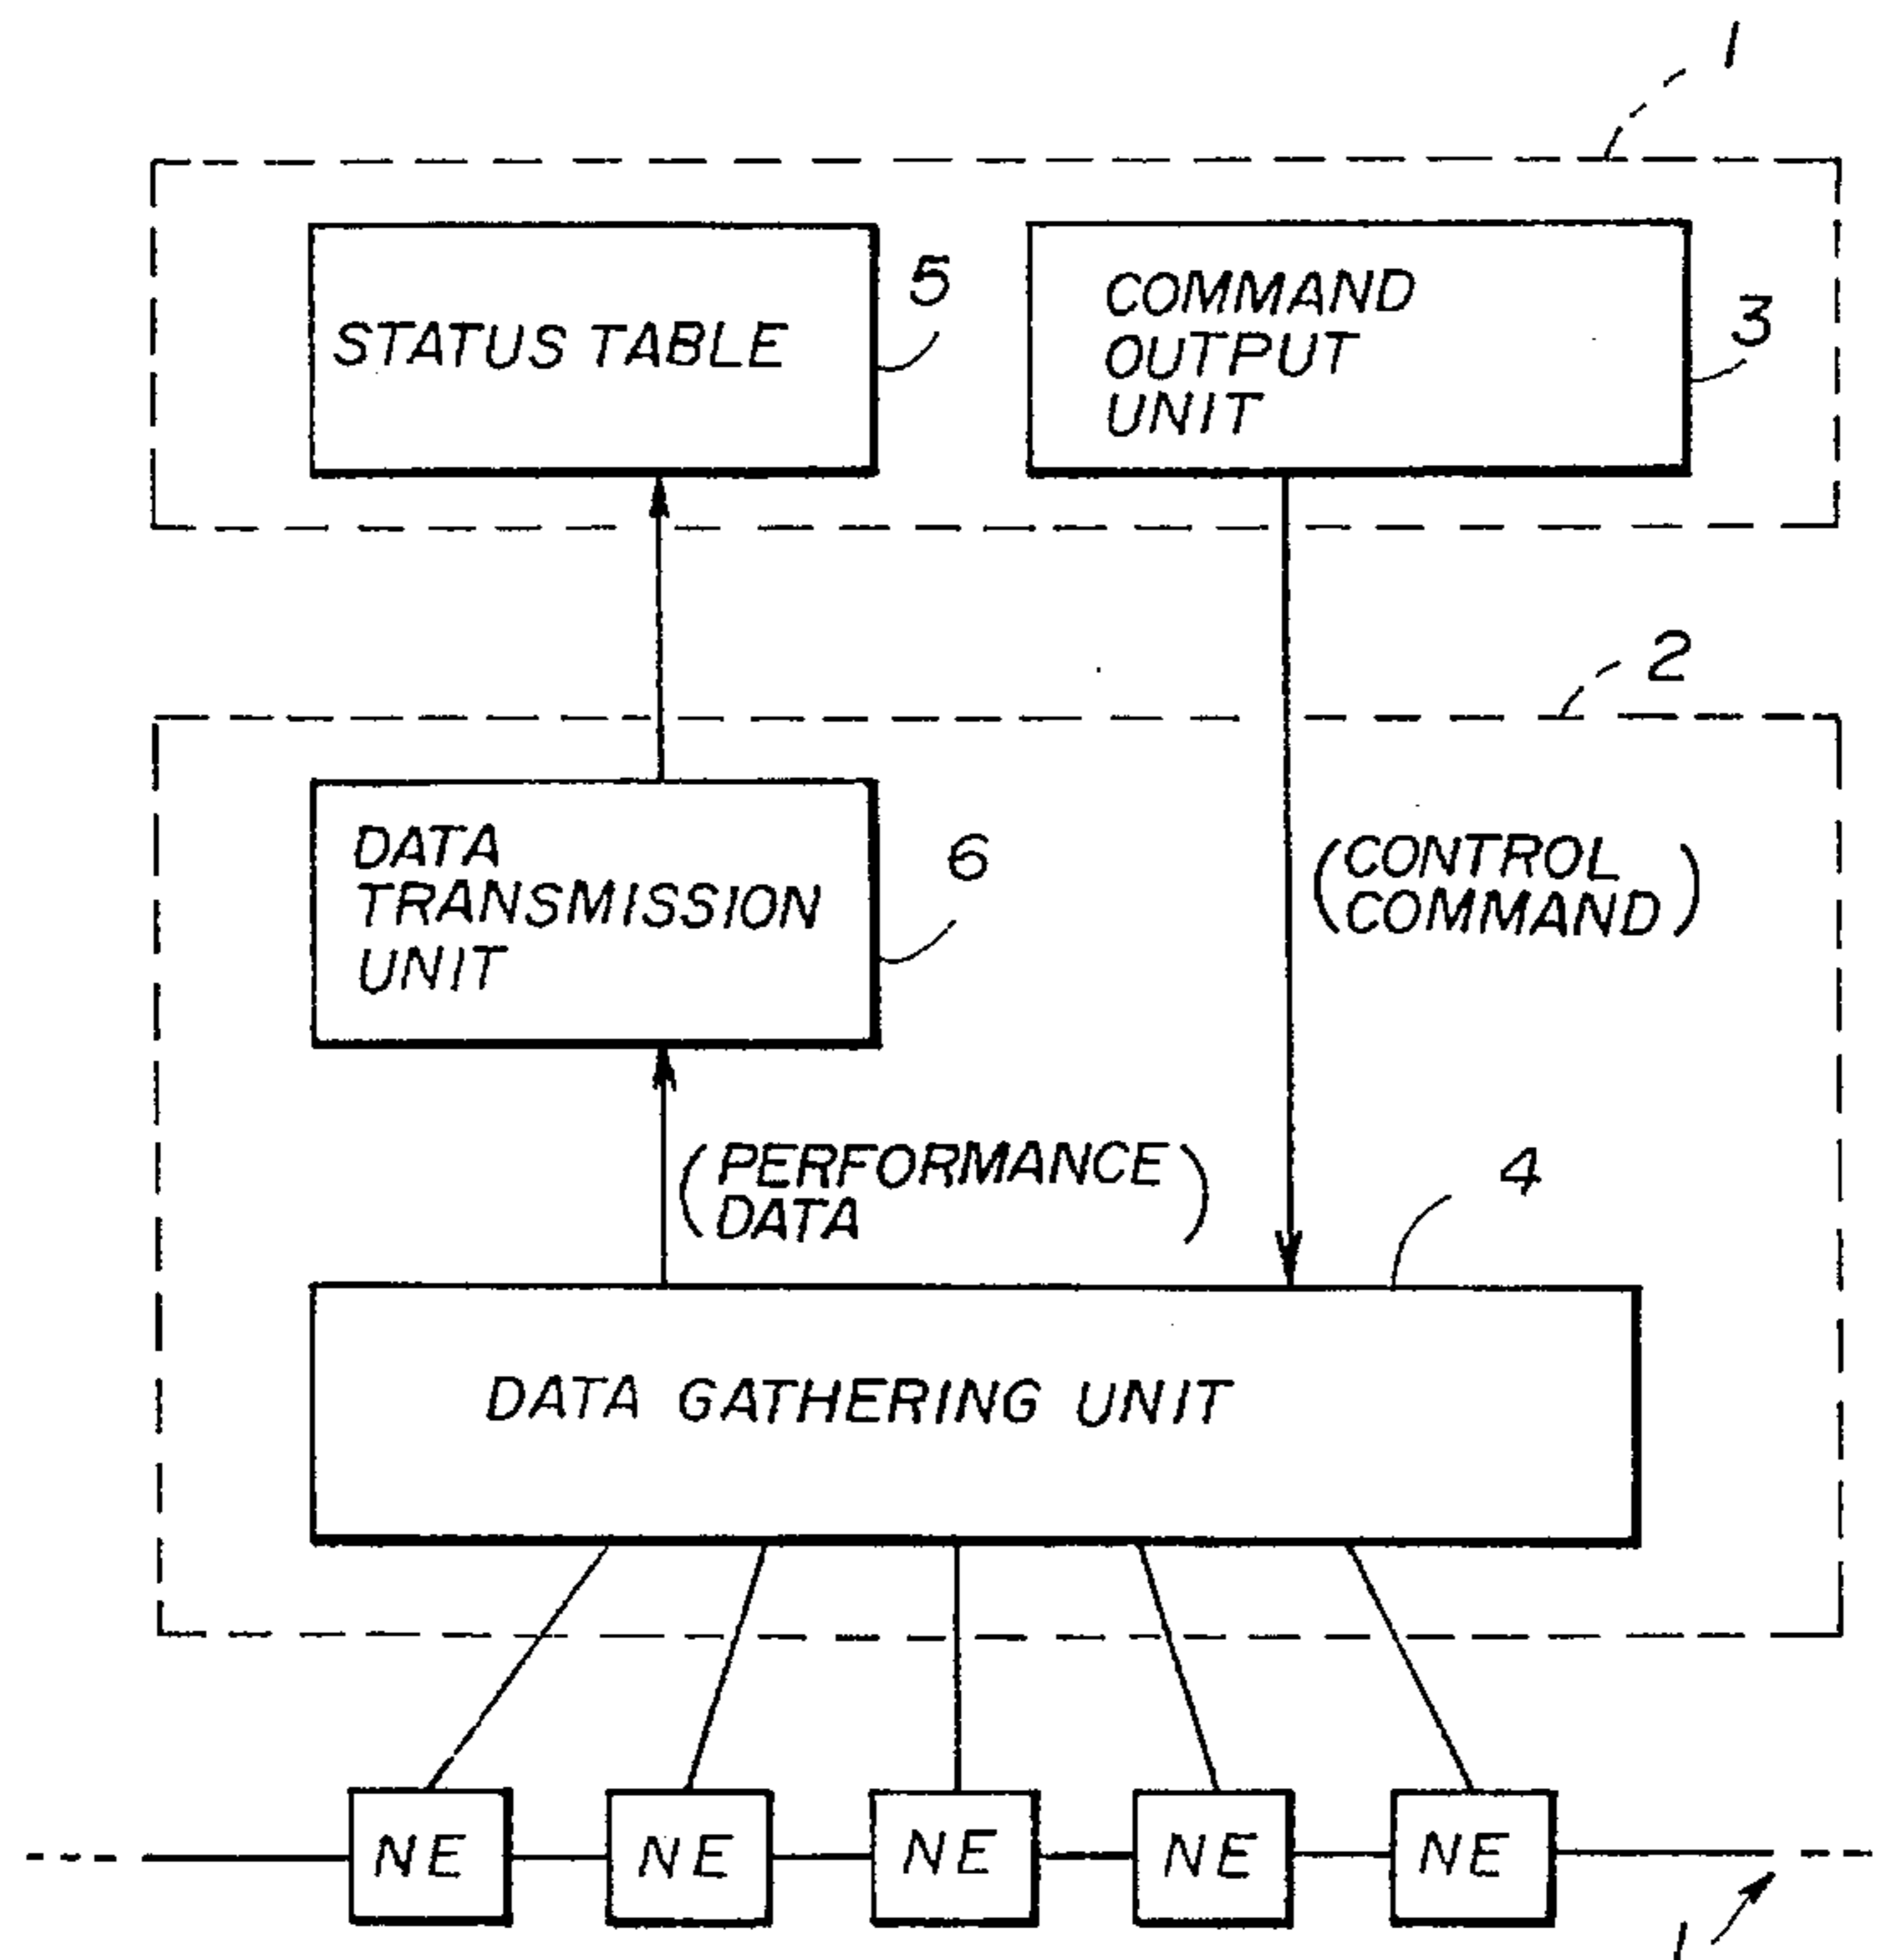 1
STATUS TABLE
5
COMMAND
OUTPUT
UNIT
3
2
DATA
TRANSMISSION
UNIT
6
(CONTROL
COMMAND)
(PERFORMANCE
DATA)
4
DATA GATHERING UNIT
NE NE NE NE NE